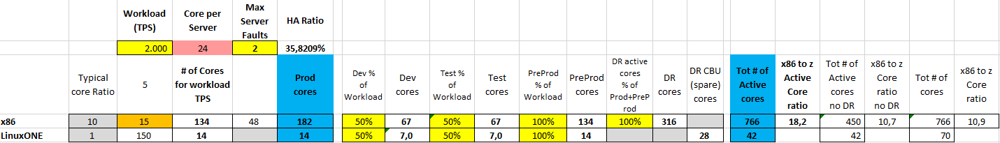 Workload (TPS) Core per Server Max Server Faults HA Ratio
2.000 24 2 35,8209%
Typical core Ratio 5 # of Cores for workload TPS Prod cores Dev % of Workload Dev cores Test % of Workload Test cores PreProd % of Workload PreProd cores DR active cores % of Prod+PreP rod DR cores DR CBU (spare) cores Tot # of Active cores x86 to z Active Core ratio Tot # of Active cores no DR x86 to z Core ratio no DR Tot # of cores x86 to z Core ratio
x86 10 15 134 48 182 50% 67 50% 67 100% 134 100% 316 766 18,2 450 10,7 766 10,9
LinuxONE 1 150 14 14 50% 7,0 50% 7,0 100% 14 28 42 42 70